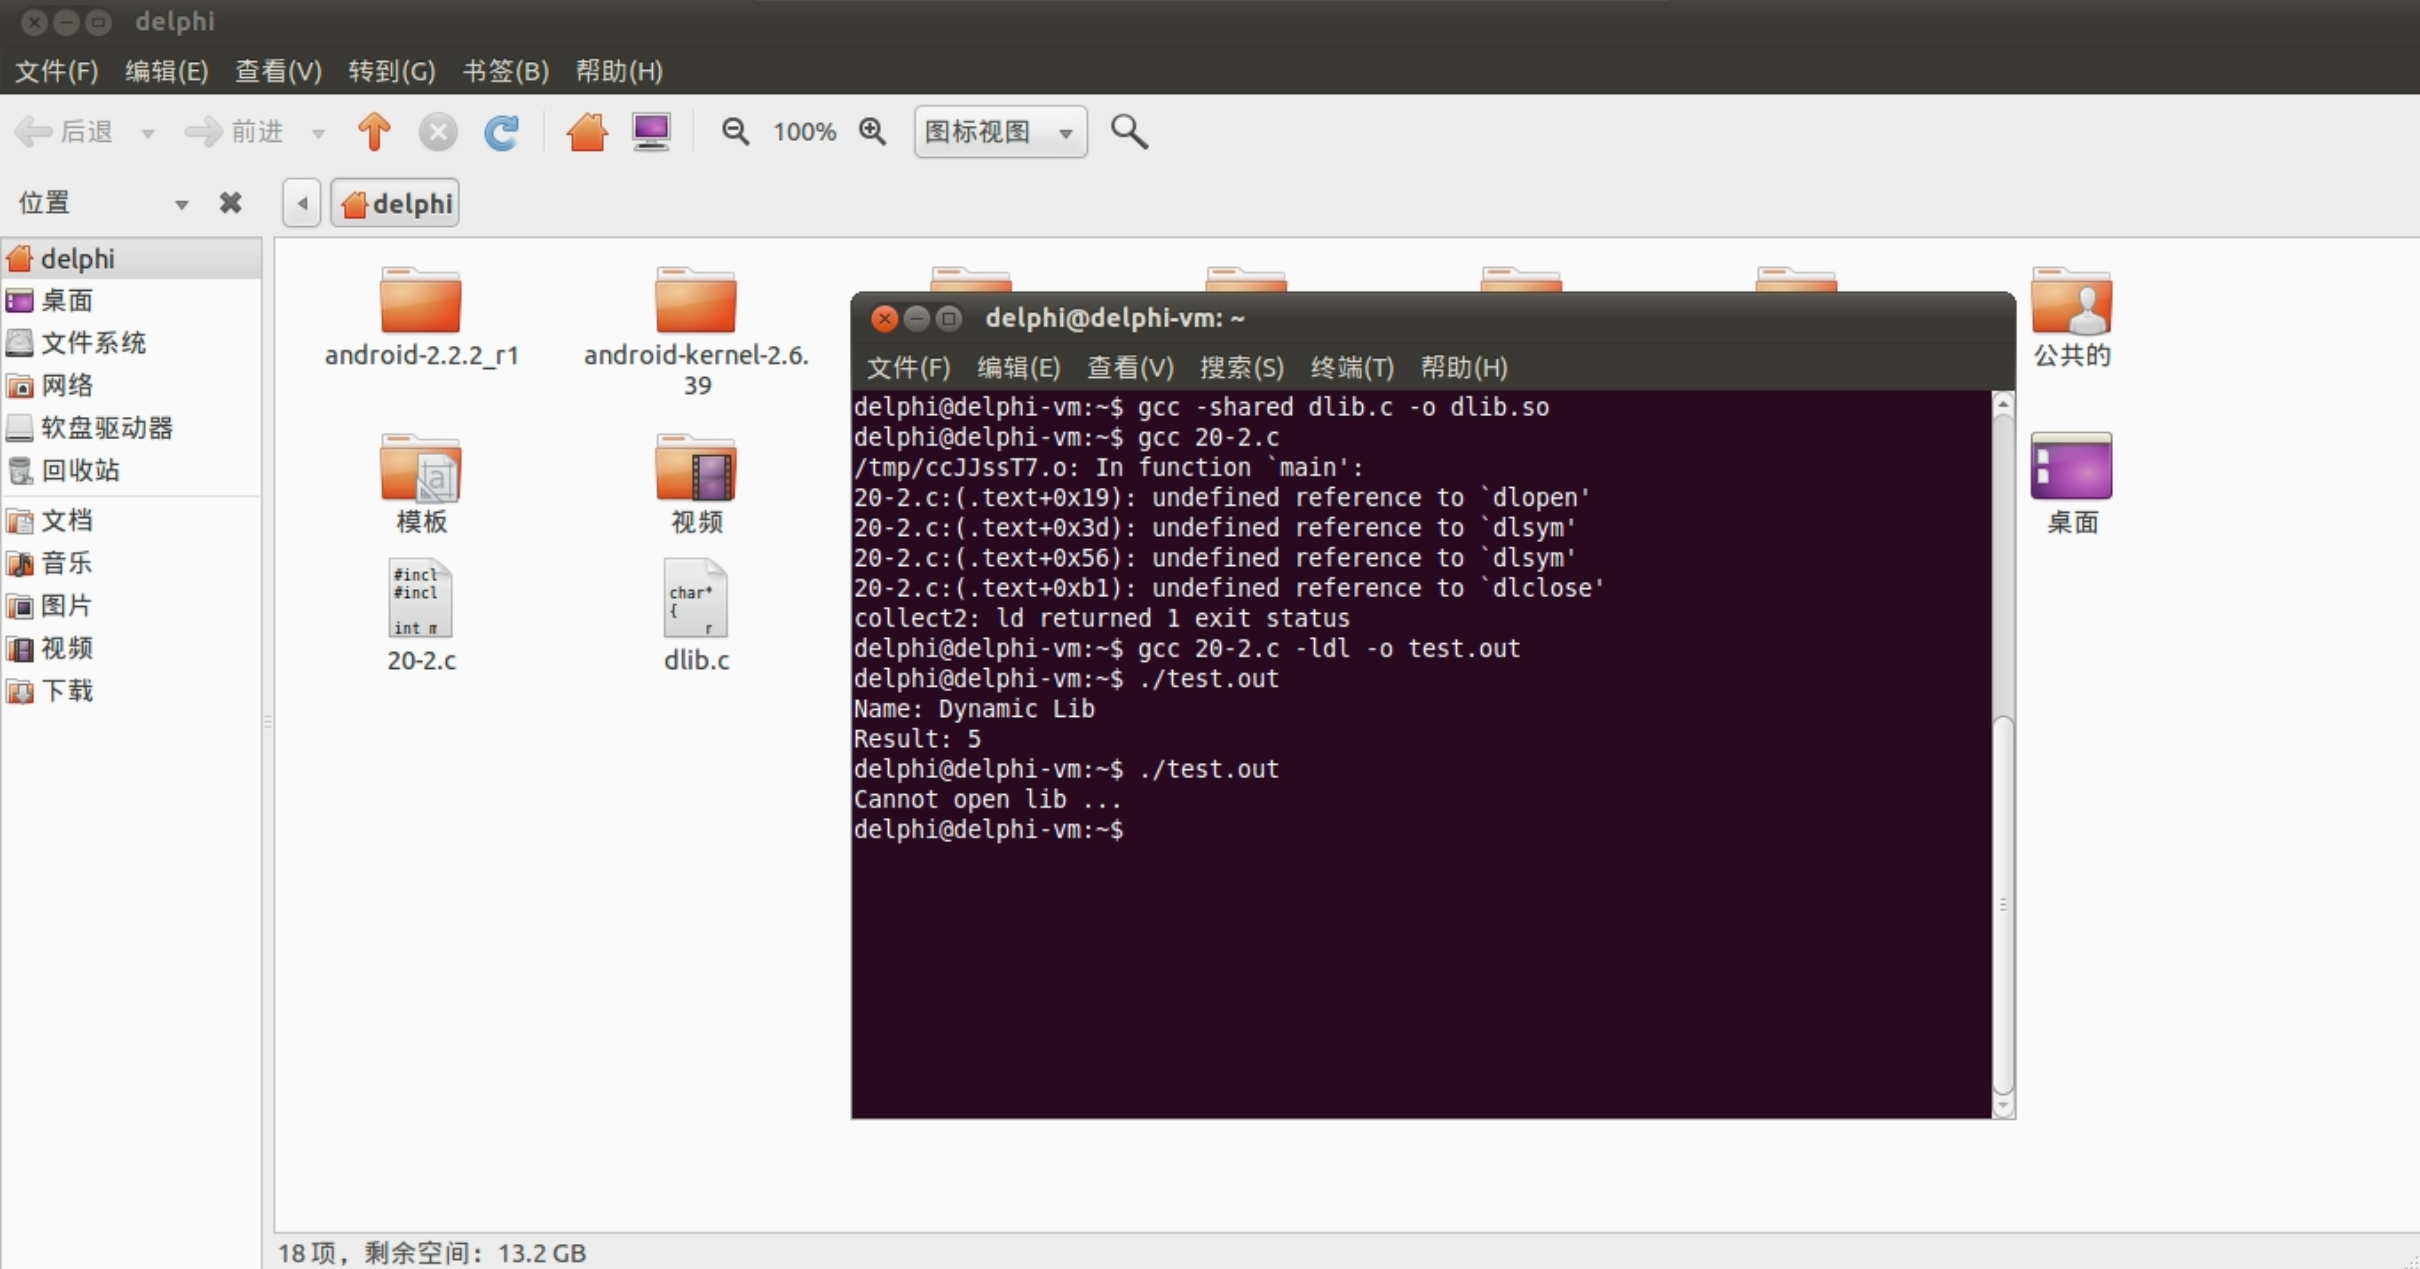 delphi
文件(F) 编辑(E) 查看(V) 转到(G) 书签(B) 帮助(H)
后退 前进 100% 图标视图
位置 delphi
delphi
桌面
文件系统
网络
软盘驱动器
回收站
文档
音乐
图片
视频
下载
android-2.2.2_r1
android-kernel-2.6.
39
公共的
模板
视频
桌面
#incl
#incl
int m
20-2.c
char*
{
r
dlib.c
delphi@delphi-vm: ~
文件(F) 编辑(E) 查看(V) 搜索(S) 终端(T) 帮助(H)
delphi@delphi-vm:~$ gcc -shared dlib.c -o dlib.so
delphi@delphi-vm:~$ gcc 20-2.c
/tmp/ccJJssT7.o: In function `main':
20-2.c:(.text+0x19): undefined reference to `dlopen'
20-2.c:(.text+0x3d): undefined reference to `dlsym'
20-2.c:(.text+0x56): undefined reference to `dlsym'
20-2.c:(.text+0xb1): undefined reference to `dlclose'
collect2: ld returned 1 exit status
delphi@delphi-vm:~$ gcc 20-2.c -ldl -o test.out
delphi@delphi-vm:~$ ./test.out
Name: Dynamic Lib
Result: 5
delphi@delphi-vm:~$ ./test.out
Cannot open lib ...
delphi@delphi-vm:~$
18 项，剩余空间：13.2 GB